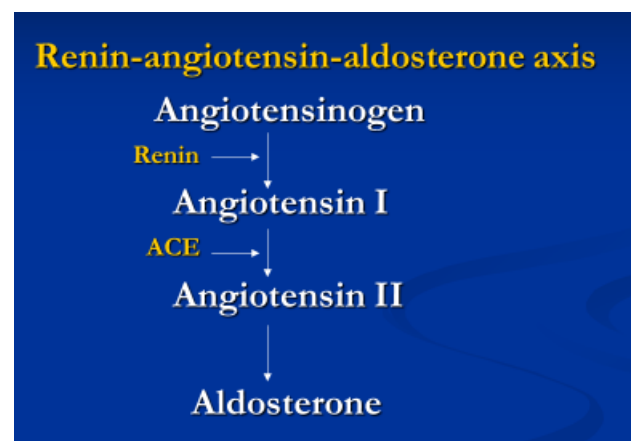 Renin-angiotensin-aldosterone axis
Angiotensinogen
Renin
Angiotensin I
ACE
Angiotensin II
Aldosterone